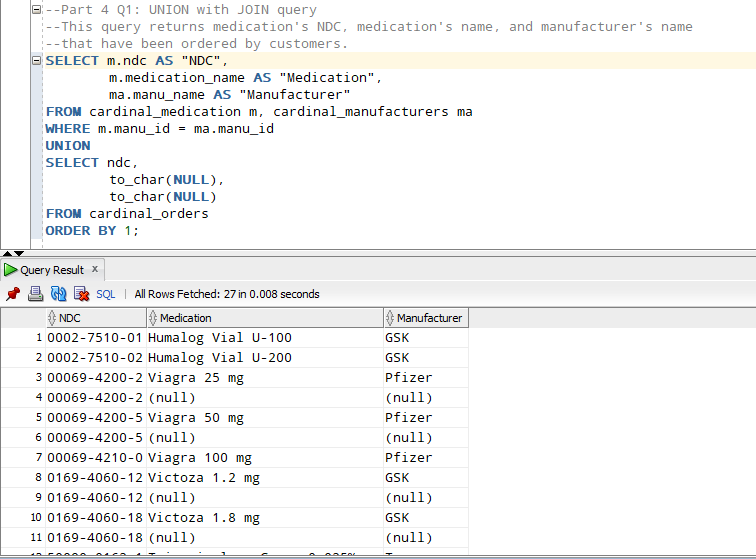 --Part 4 Q1: UNION with JOIN query
--This query returns medication's NDC, medication's name, and manufacturer's name
--that have been ordered by customers.
SELECT m.ndc AS "NDC",
m.medication_name AS "Medication",
ma.manu_name AS "Manufacturer"
FROM cardinal_medication m, cardinal_manufacturers ma
WHERE m.manu_id = ma.manu_id
UNION
SELECT ndc,
to_char(NULL),
to_char(NULL)
FROM cardinal_orders
ORDER BY 1;
Query Result x
SQL | All Rows Fetched: 27 in 0.008 seconds
NDC Medication Manufacturer
1 0002-7510-01 Humalog Vial U-100 GSK
2 0002-7510-02 Humalog Vial U-200 GSK
3 00069-4200-2 Viagra 25 mg Pfizer
4 00069-4200-2 (null) (null)
5 00069-4200-5 Viagra 50 mg Pfizer
6 00069-4200-5 (null) (null)
7 00069-4210-0 Viagra 100 mg Pfizer
8 0169-4060-12 Victoza 1.2 mg GSK
9 0169-4060-12 (null) (null)
10 0169-4060-18 Victoza 1.8 mg GSK
11 0169-4060-18 (null) (null)